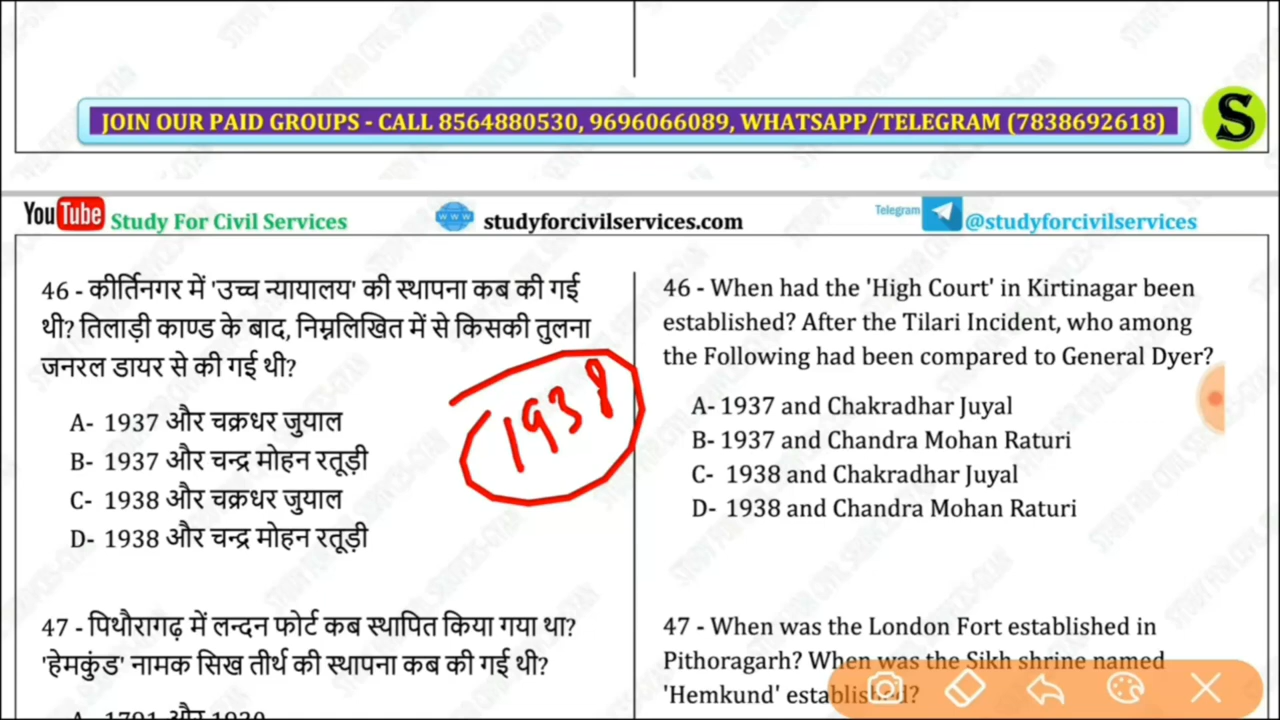 JOIN OUR PAID GROUPS - CALL 8564880530, 9696066089, WHATSAPP/TELEGRAM (7838692618)
S
YouTube Study For Civil Services
www studyforcivilservices.com
Telegram @studyforcivilservices
46 - कीर्तिनगर में 'उच्च न्यायालय' की स्थापना कब की गई
थी? तिलाड़ी काण्ड के बाद, निम्नलिखित में से किसकी तुलना
जनरल डायर से की गई थी?
1938
A- 1937 और चक्रधर जुयाल
B- 1937 और चन्द्र मोहन रतूड़ी
C- 1938 और चक्रधर जुयाल
D- 1938 और चन्द्र मोहन रतूड़ी
47 - पिथौरागढ़ में लन्दन फोर्ट कब स्थापित किया गया था?
'हेमकुंड' नामक सिख तीर्थ की स्थापना कब की गई थी?
A- 1791 और 1930
46 - When had the 'High Court' in Kirtinagar been
established? After the Tilari Incident, who among
the Following had been compared to General Dyer?
A- 1937 and Chakradhar Juyal
B- 1937 and Chandra Mohan Raturi
C- 1938 and Chakradhar Juyal
D- 1938 and Chandra Mohan Raturi
47 - When was the London Fort established in
Pithoragarh? When was the Sikh shrine named
'Hemkund' established?